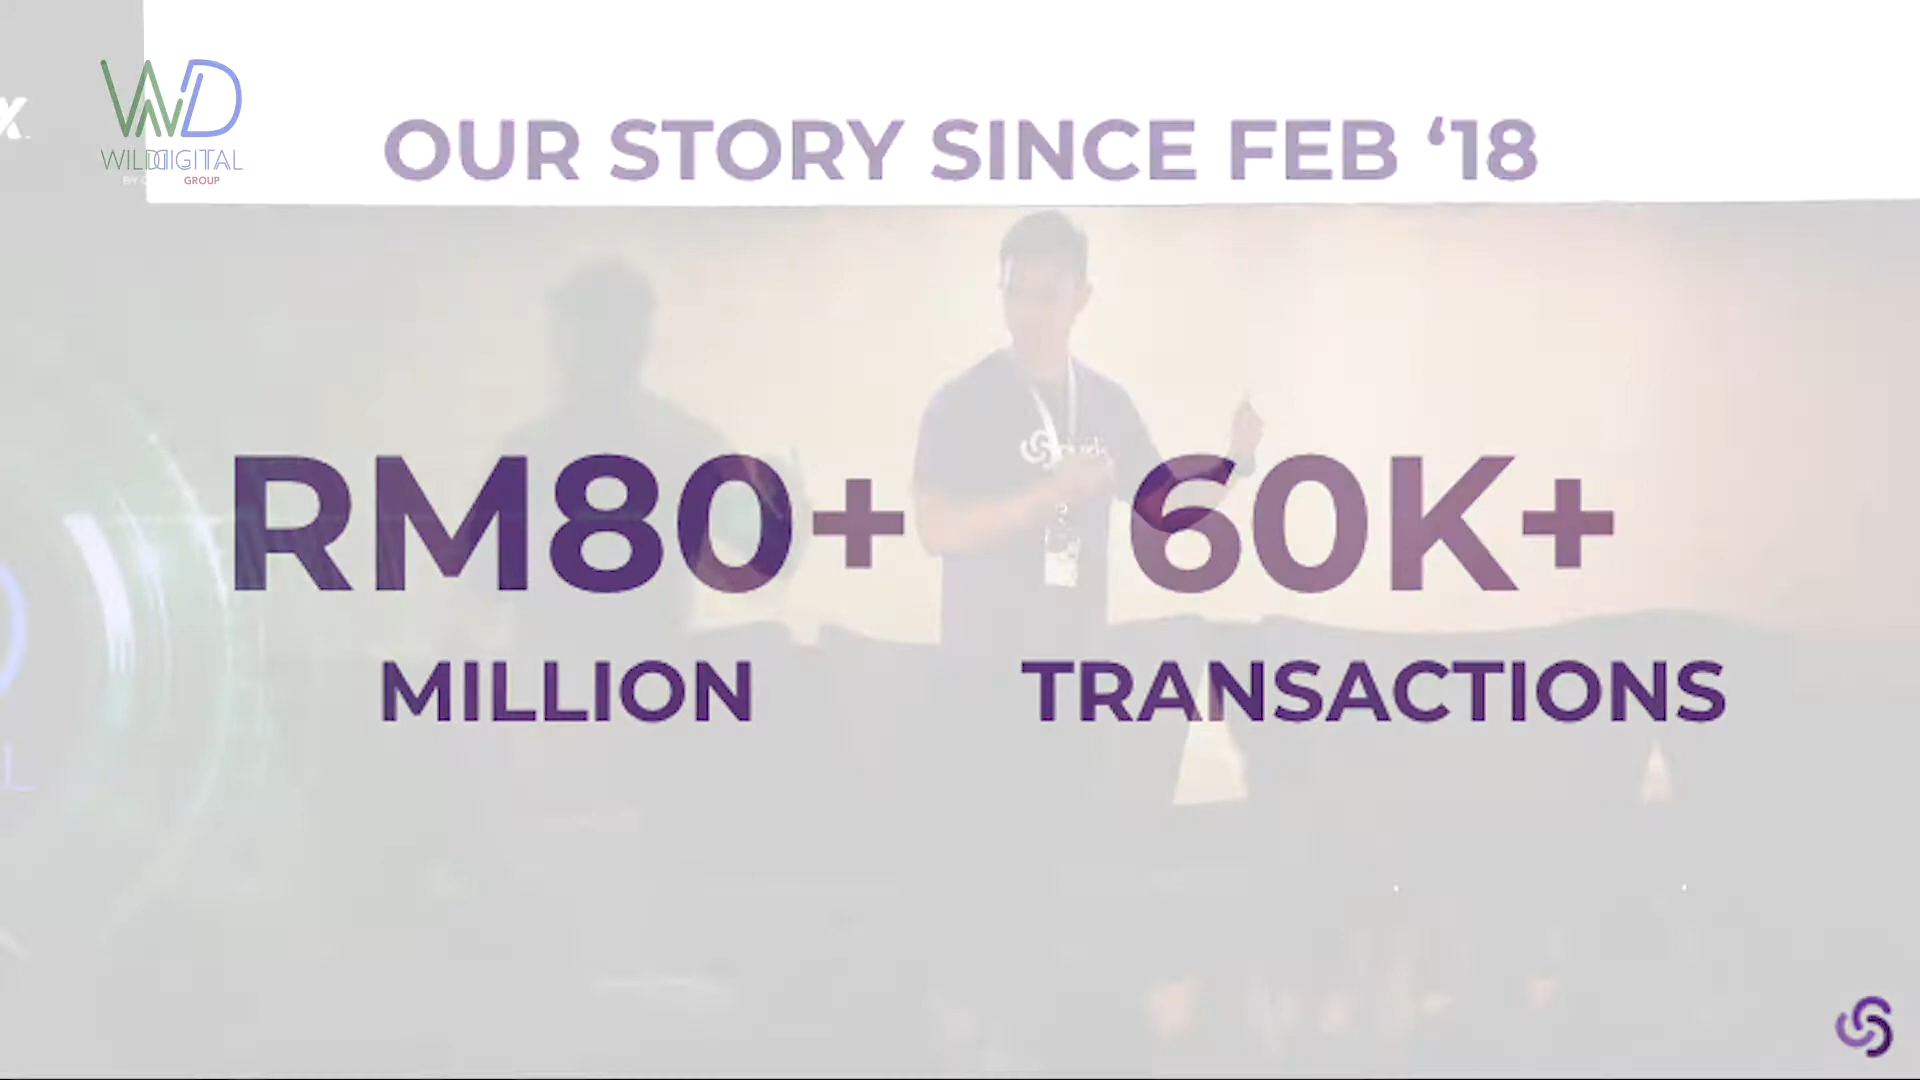 WILDDIGITAL
GROUP
OUR STORY SINCE FEB ‘18
RM80+
MILLION
60K+
TRANSACTIONS